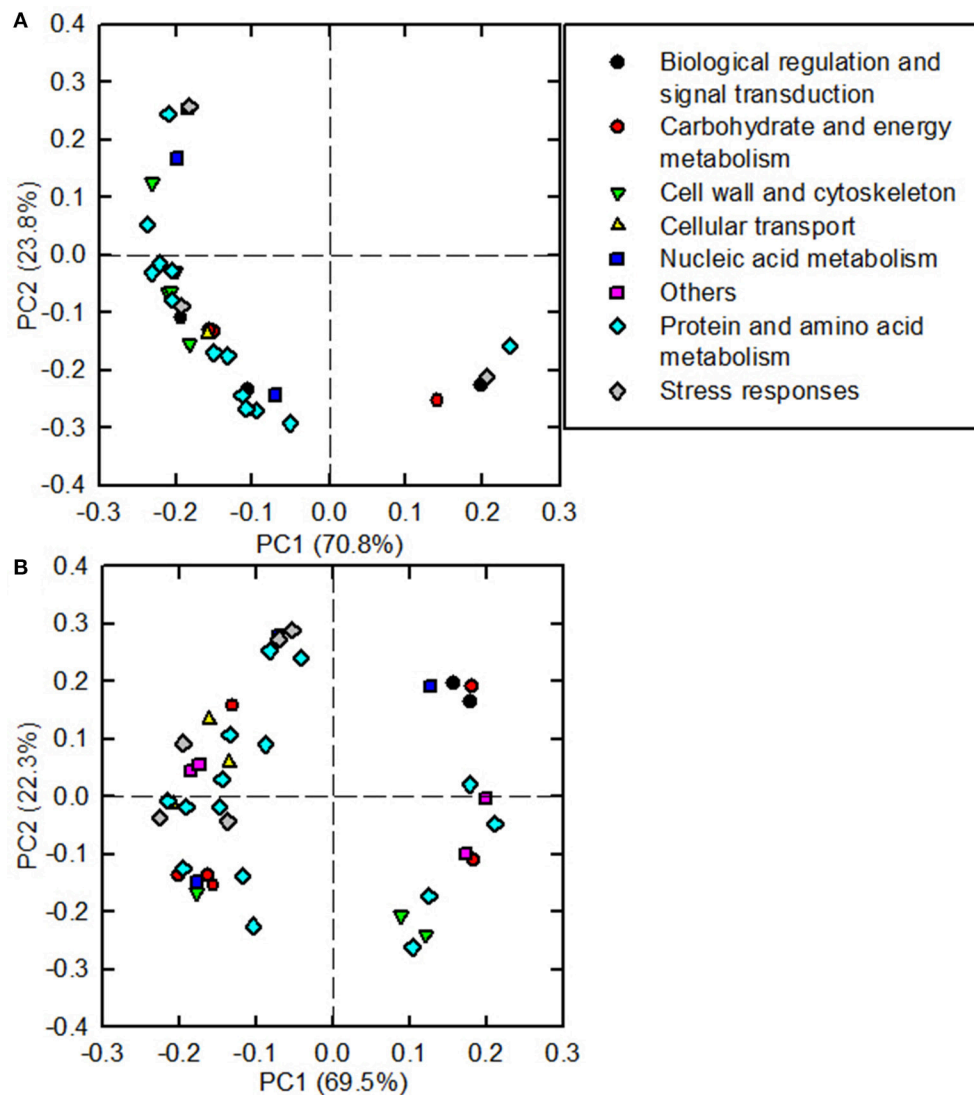 A
0.4
0.3
0.2
0.1
0.0
-0.1
-0.2
-0.3
-0.4
PC2 (23.8%)
-0.3 -0.2 -0.1 0.0 0.1 0.2 0.3
PC1 (70.8%)
Biological regulation and
signal transduction
Carbohydrate and energy
metabolism
Cell wall and cytoskeleton
Cellular transport
Nucleic acid metabolism
Others
Protein and amino acid
metabolism
Stress responses
B
0.4
0.3
0.2
0.1
0.0
-0.1
-0.2
-0.3
-0.4
PC2 (22.3%)
-0.3 -0.2 -0.1 0.0 0.1 0.2 0.3
PC1 (69.5%)